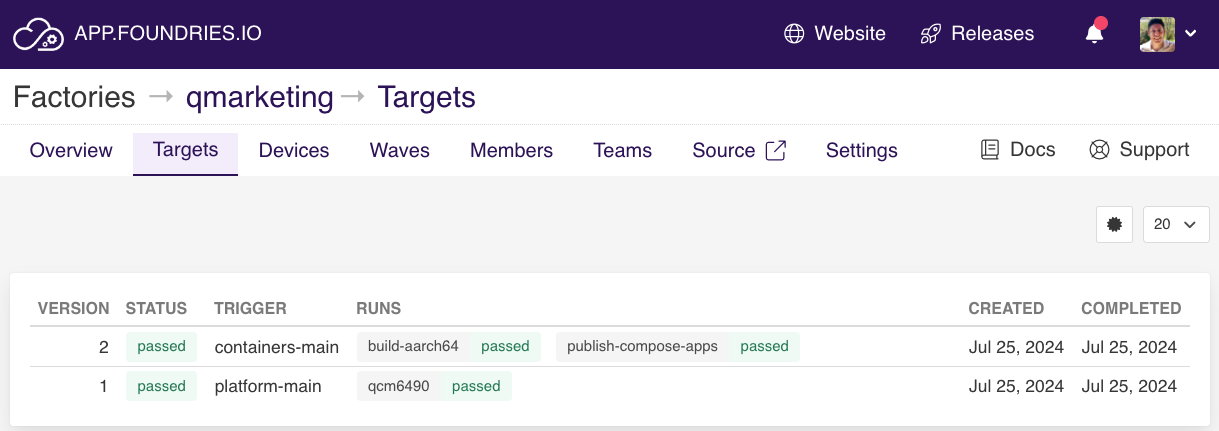 APP.FOUNDRIES.IO Website Releases
Factories → qmarketing → Targets
Overview Targets Devices Waves Members Teams Source Settings Docs Support
20
VERSION STATUS TRIGGER RUNS CREATED COMPLETED
2 passed containers-main build-aarch64 passed publish-compose-apps passed Jul 25, 2024 Jul 25, 2024
1 passed platform-main qcm6490 passed Jul 25, 2024 Jul 25, 2024